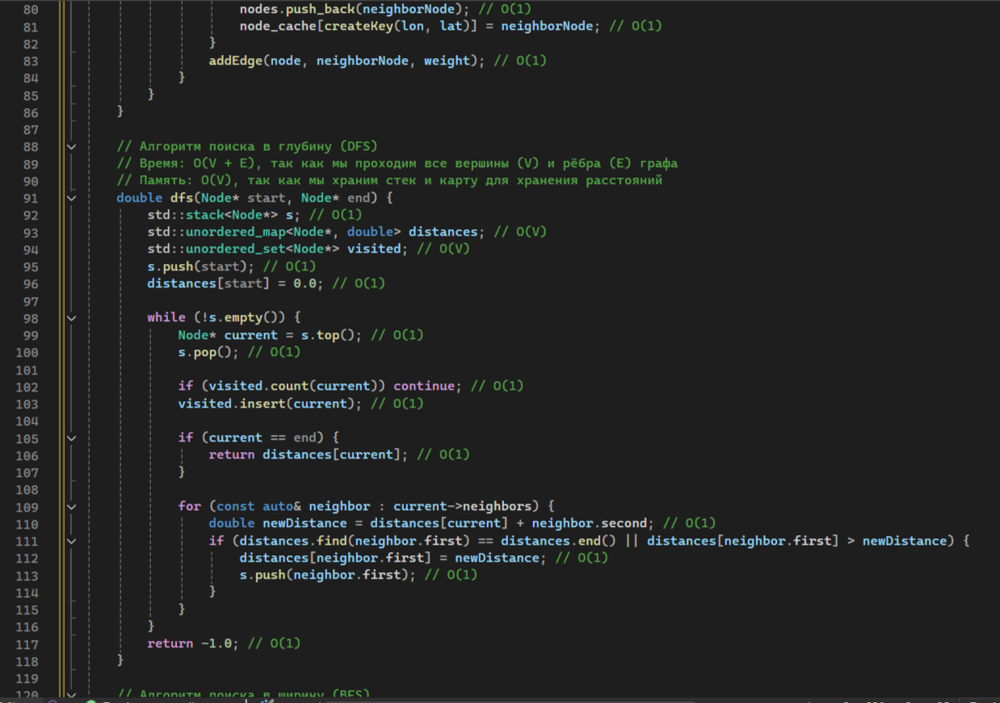 80 nodes.push_back(neighborNode); // O(1)
81 node_cache[createKey(lon, lat)] = neighborNode; // O(1)
82 }
83 addEdge(node, neighborNode, weight); // O(1)
84 }
85 }
86 }
87
88 // Алгоритм поиска в глубину (DFS)
89 // Время: O(V + E), так как мы проходим все вершины (V) и рёбра (E) графа
90 // Память: O(V), так как мы храним стек и карту для хранения расстояний
91 double dfs(Node* start, Node* end) {
92 std::stack<Node*> s; // O(1)
93 std::unordered_map<Node*, double> distances; // O(V)
94 std::unordered_set<Node*> visited; // O(V)
95 s.push(start); // O(1)
96 distances[start] = 0.0; // O(1)
97
98 while (!s.empty()) {
99 Node* current = s.top(); // O(1)
100 s.pop(); // O(1)
101
102 if (visited.count(current)) continue; // O(1)
103 visited.insert(current); // O(1)
104
105 if (current == end) {
106 return distances[current]; // O(1)
107 }
108
109 for (const auto& neighbor : current->neighbors) {
110 double newDistance = distances[current] + neighbor.second; // O(1)
111 if (distances.find(neighbor.first) == distances.end() || distances[neighbor.first] > newDistance) {
112 distances[neighbor.first] = newDistance; // O(1)
113 s.push(neighbor.first); // O(1)
114 }
115 }
116 }
117 return -1.0; // O(1)
118 }
119
120 // Алгоритм поиска в ширину (BFS)